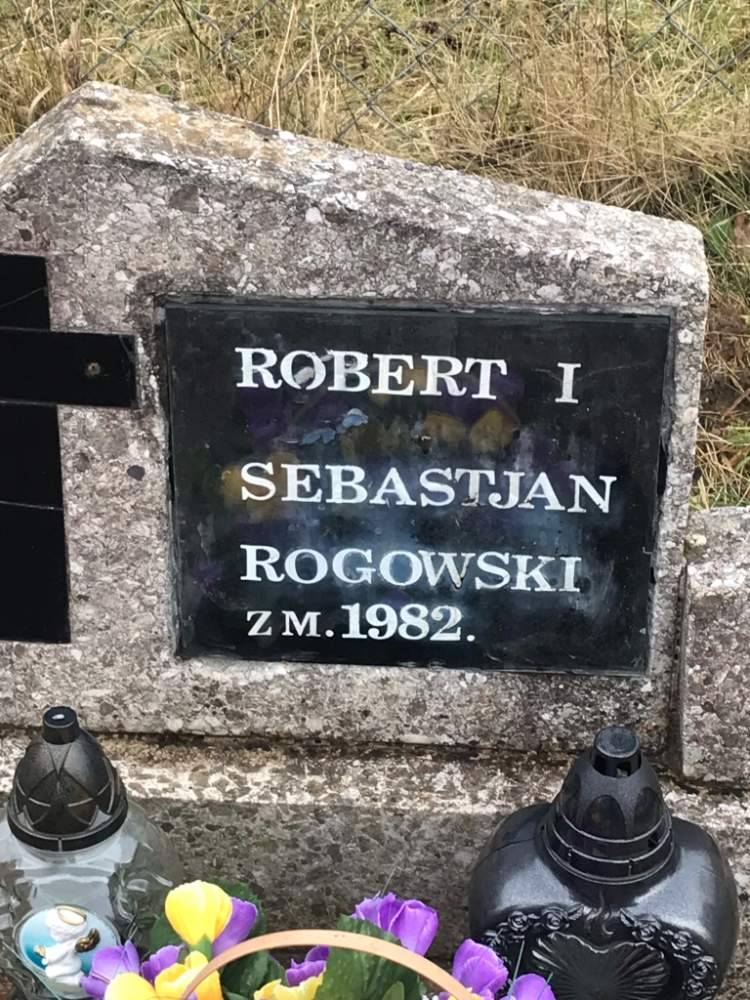 ROBERT I
SEBASTJAN
ROGOWSKI
ZM. 1982.